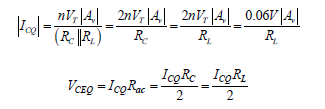 |I_CQ| = nV_T|A_v| / (R_C‖R_L) = 2nV_T|A_v| / R_C = 2nV_T|A_v| / R_L = 0.06V|A_v| / R_L
V_CEQ = I_CQ R_ac = I_CQ R_C / 2 = I_CQ R_L / 2